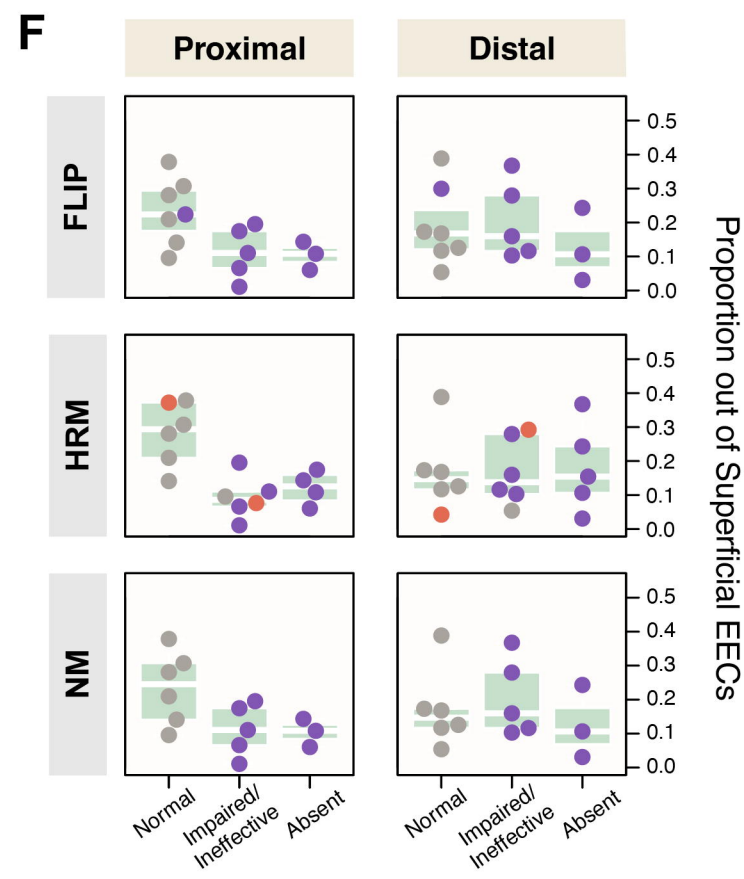 F
Proximal
Distal
FLIP
0.5
0.4
0.3
0.2
0.1
0.0
HRM
0.5
0.4
0.3
0.2
0.1
0.0
NM
0.5
0.4
0.3
0.2
0.1
0.0
Proportion out of Superficial EECs
Normal
Impaired/
Ineffective
Absent
Normal
Impaired/
Ineffective
Absent